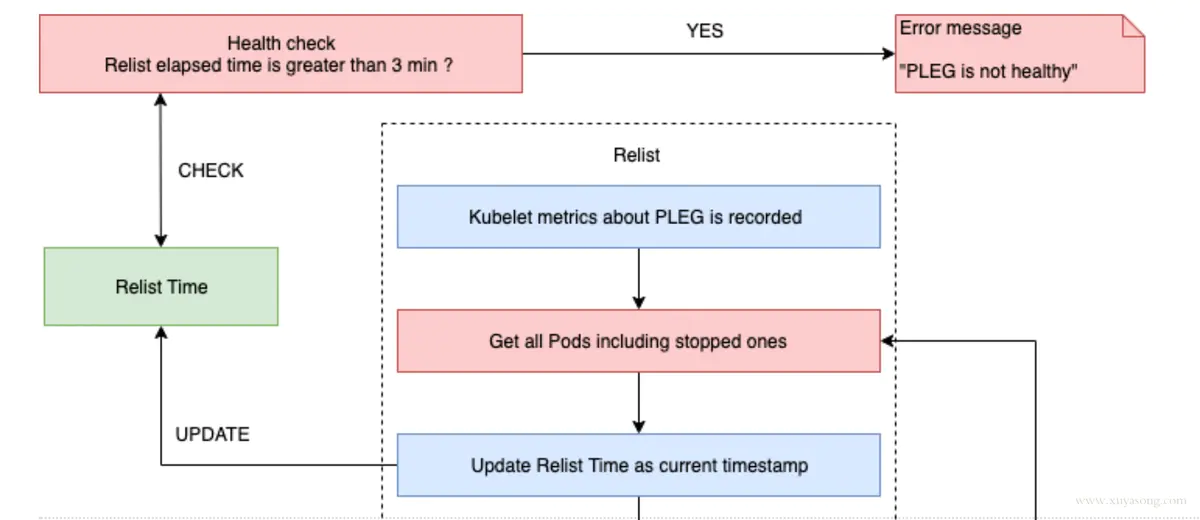 Health check
Relist elapsed time is greater than 3 min ?
YES
Error message
"PLEG is not healthy"
CHECK
Relist
Kubelet metrics about PLEG is recorded
Relist Time
Get all Pods including stopped ones
UPDATE
Update Relist Time as current timestamp
www.xuyasong.com